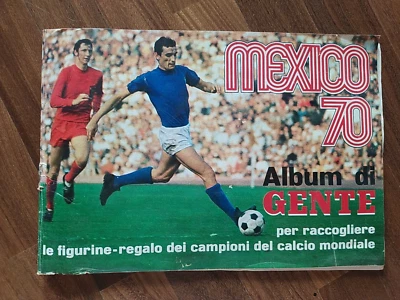 MEXICO
70
Album di
GENTE
per raccogliere
le figurine-regalo dei campioni del calcio mondiale